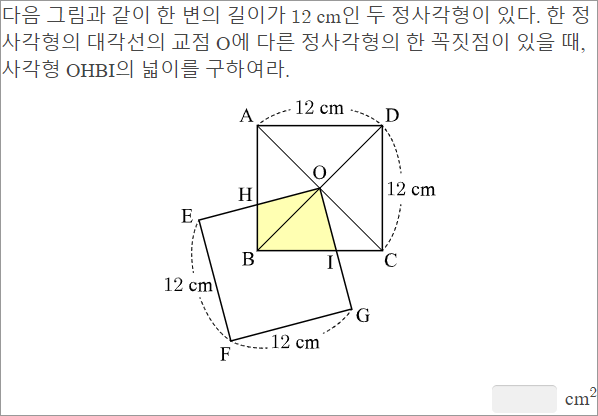 다음 그림과 같이 한 변의 길이가 12 cm인 두 정사각형이 있다. 한 정
사각형의 대각선의 교점 O에 다른 정사각형의 한 꼭짓점이 있을 때,
사각형 OHBI의 넓이를 구하여라.
A 12 cm D
O
H 12 cm
E
B I C
12 cm
G
F 12 cm
cm²